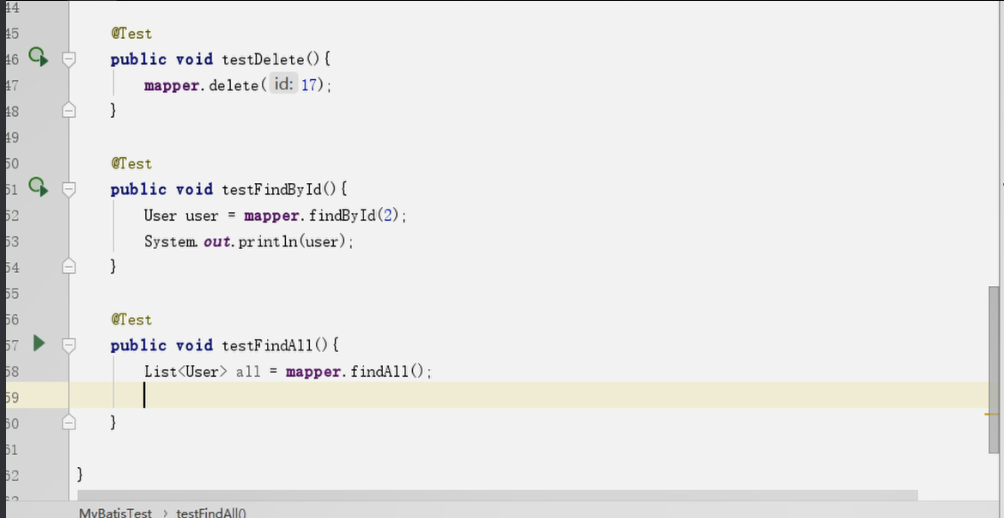 44
45 @Test
46 public void testDelete(){
47 mapper.delete( id: 17);
48 }
49
50 @Test
51 public void testFindById(){
52 User user = mapper.findById(2);
53 System.out.println(user);
54 }
55
56 @Test
57 public void testFindAll(){
58 List<User> all = mapper.findAll();
59
60 }
61
62 }
63
MyBatisTest › testFindAll()